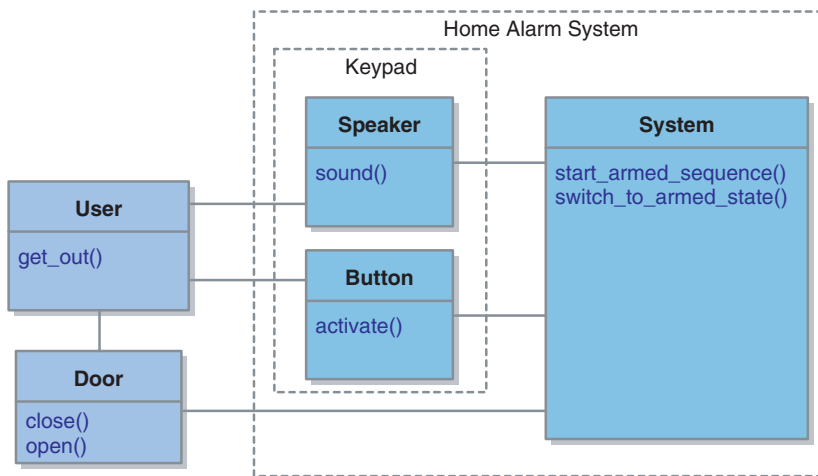 Home Alarm System
Keypad
Speaker
sound()
System
start_armed_sequence()
switch_to_armed_state()
User
get_out()
Button
activate()
Door
close()
open()